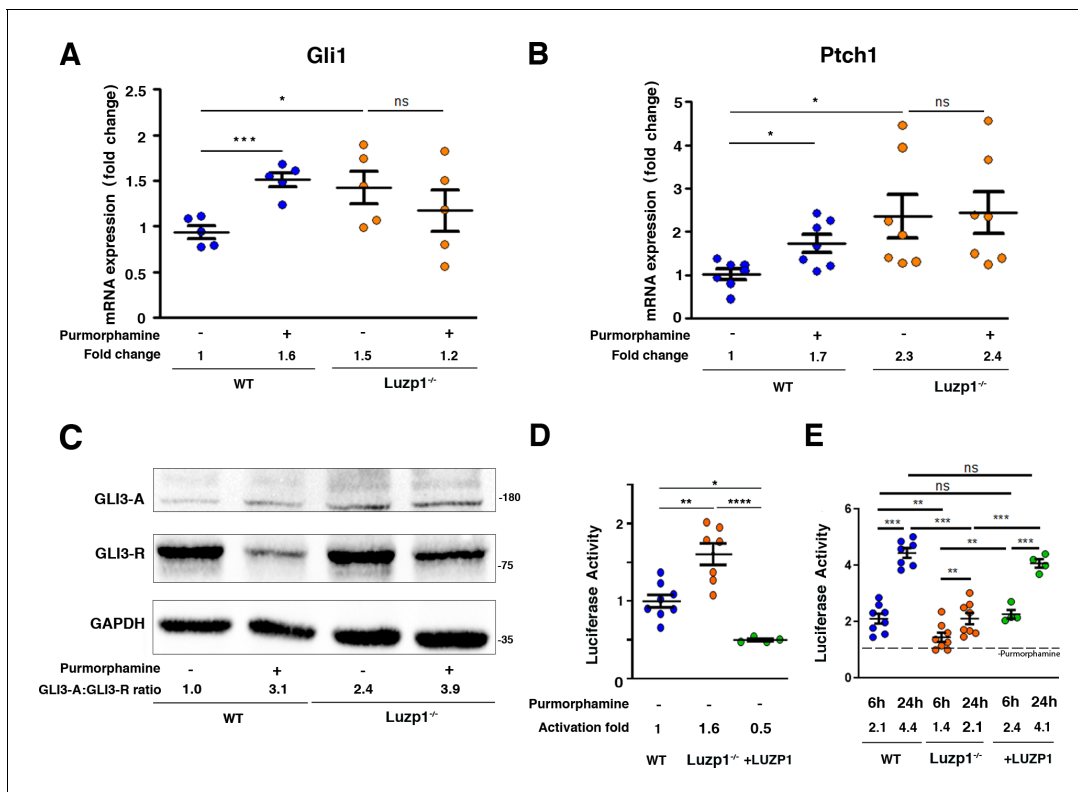 A
Gli1
mRNA expression (fold change)
2.5
2
1.5
1
0.5
0
*
ns
***
Purmorphamine - + - +
Fold change 1 1.6 1.5 1.2
WT Luzp1-/-
B
Ptch1
mRNA expression (fold change)
5
4
3
2
1
0
*
ns
*
Purmorphamine - + - +
Fold change 1 1.7 2.3 2.4
WT Luzp1-/-
C
GLI3-A -180
GLI3-R -75
GAPDH -35
Purmorphamine - + - +
GLI3-A:GLI3-R ratio 1.0 3.1 2.4 3.9
WT Luzp1-/-
D
Luciferase Activity
2
1
0
*
** ****
Purmorphamine - - -
Activation fold 1 1.6 0.5
WT Luzp1-/- +LUZP1
E
Luciferase Activity
6
4
2
0
ns
ns
**
*** *** ***
** ***
**
-Purmorphamine
6h 24h 6h 24h 6h 24h
2.1 4.4 1.4 2.1 2.4 4.1
WT Luzp1-/- +LUZP1